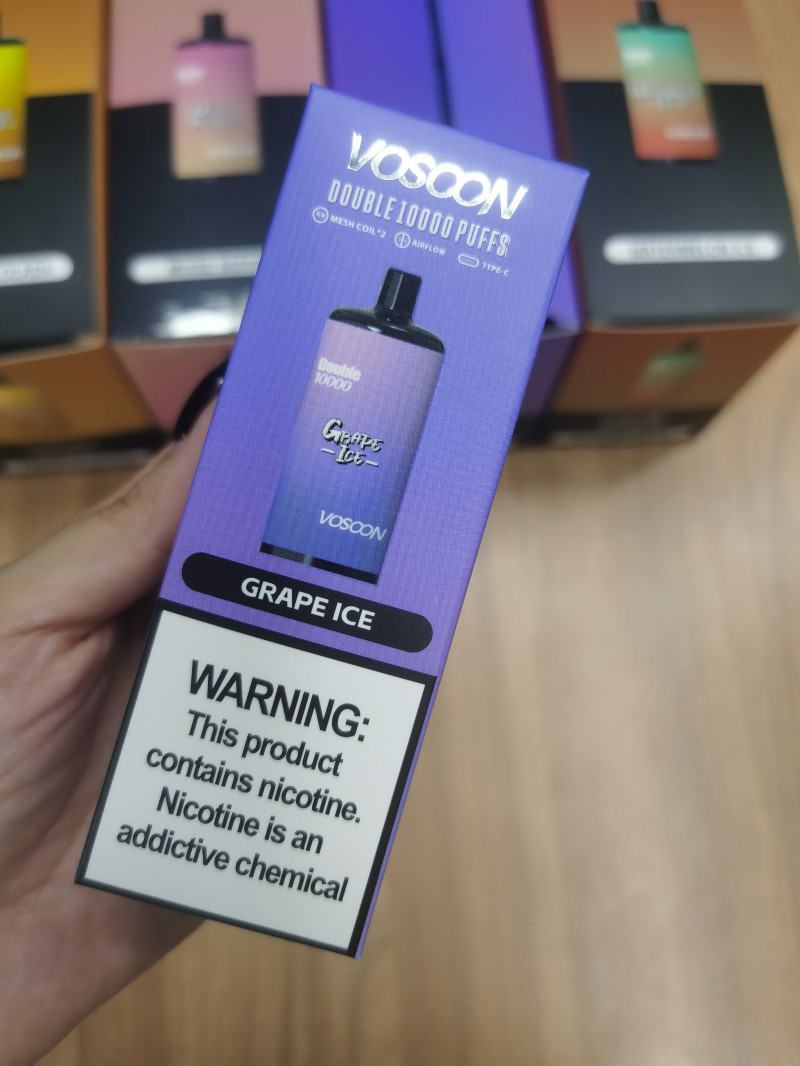 VOSOON
DOUBLE 10000 PUFFS
MESH COIL*2 AIRFLOW TYPE-C
Double
10000
GRAPE
ICE
VOSOON
GRAPE ICE
WARNING:
This product
contains nicotine.
Nicotine is an
addictive chemical